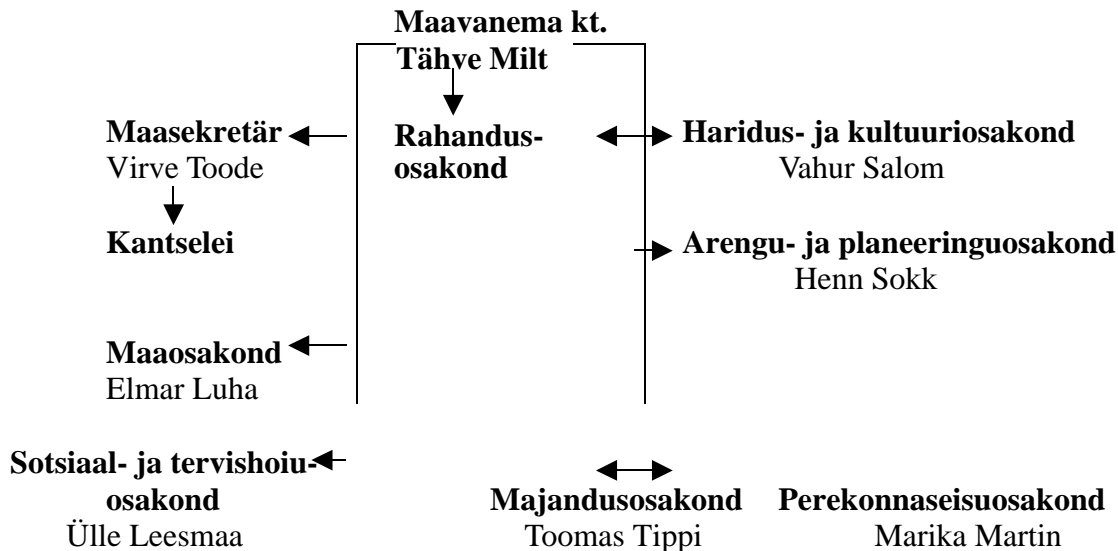 Maavanema kt.
Tähve Milt
Maasekretär
Virve Toode
Rahandus-
osakond
Haridus- ja kultuuriosakond
Vahur Salom
Kantselei
Arengu- ja planeeringuosakond
Henn Sokk
Maaosakond
Elmar Luha
Sotsiaal- ja tervishoiu-
osakond
Ülle Leesmaa
Majandusosakond
Toomas Tippi
Perekonnaseisuosakond
Marika Martin